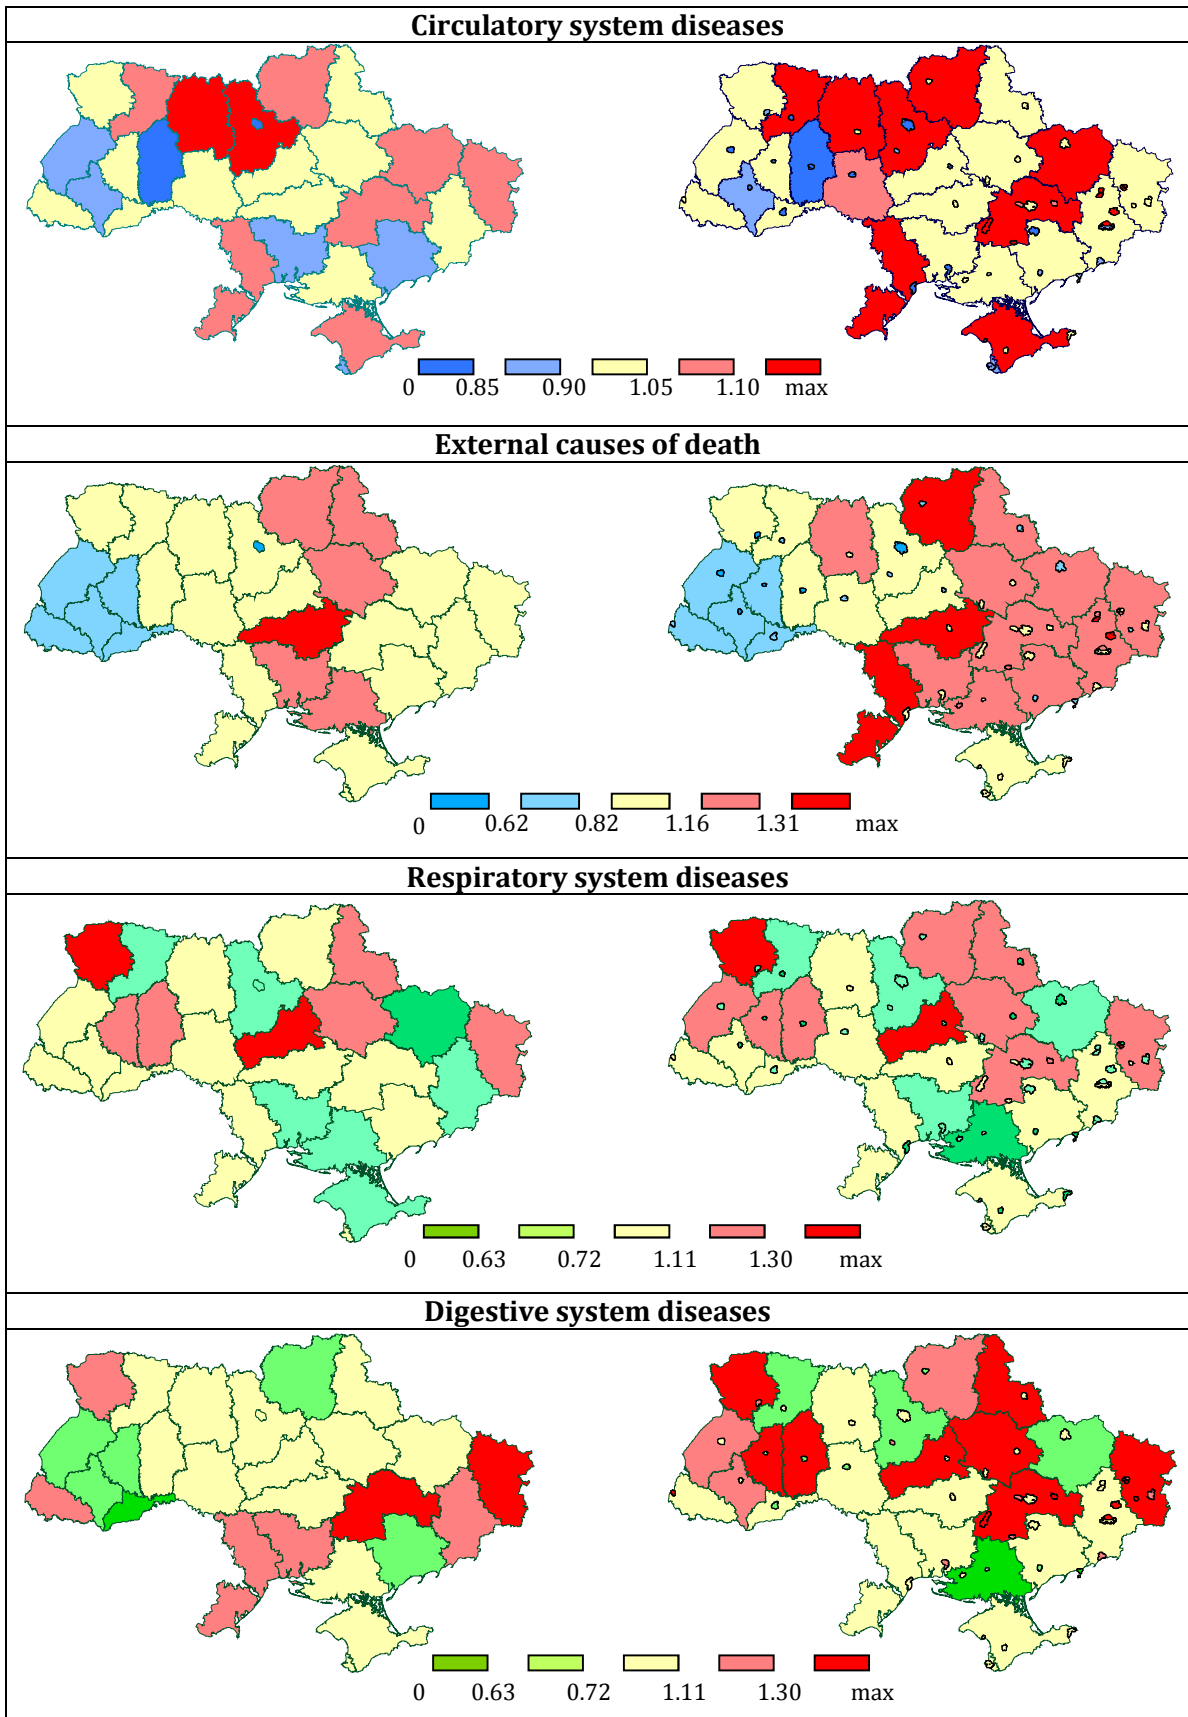 Circulatory system diseases
0 0.85 0.90 1.05 1.10 max
External causes of death
0 0.62 0.82 1.16 1.31 max
Respiratory system diseases
0 0.63 0.72 1.11 1.30 max
Digestive system diseases
0 0.63 0.72 1.11 1.30 max